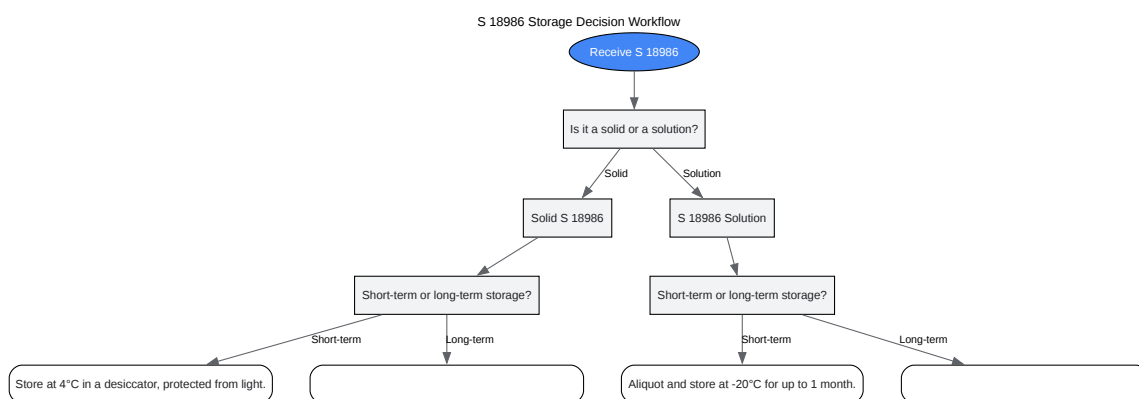 S 18986 Storage Decision Workflow
Receive S 18986
Is it a solid or a solution?
Solid
Solution
Solid S 18986
S 18986 Solution
Short-term or long-term storage?
Short-term or long-term storage?
Short-term
Long-term
Short-term
Long-term
Store at 4°C in a desiccator, protected from light.
Aliquot and store at -20°C for up to 1 month.